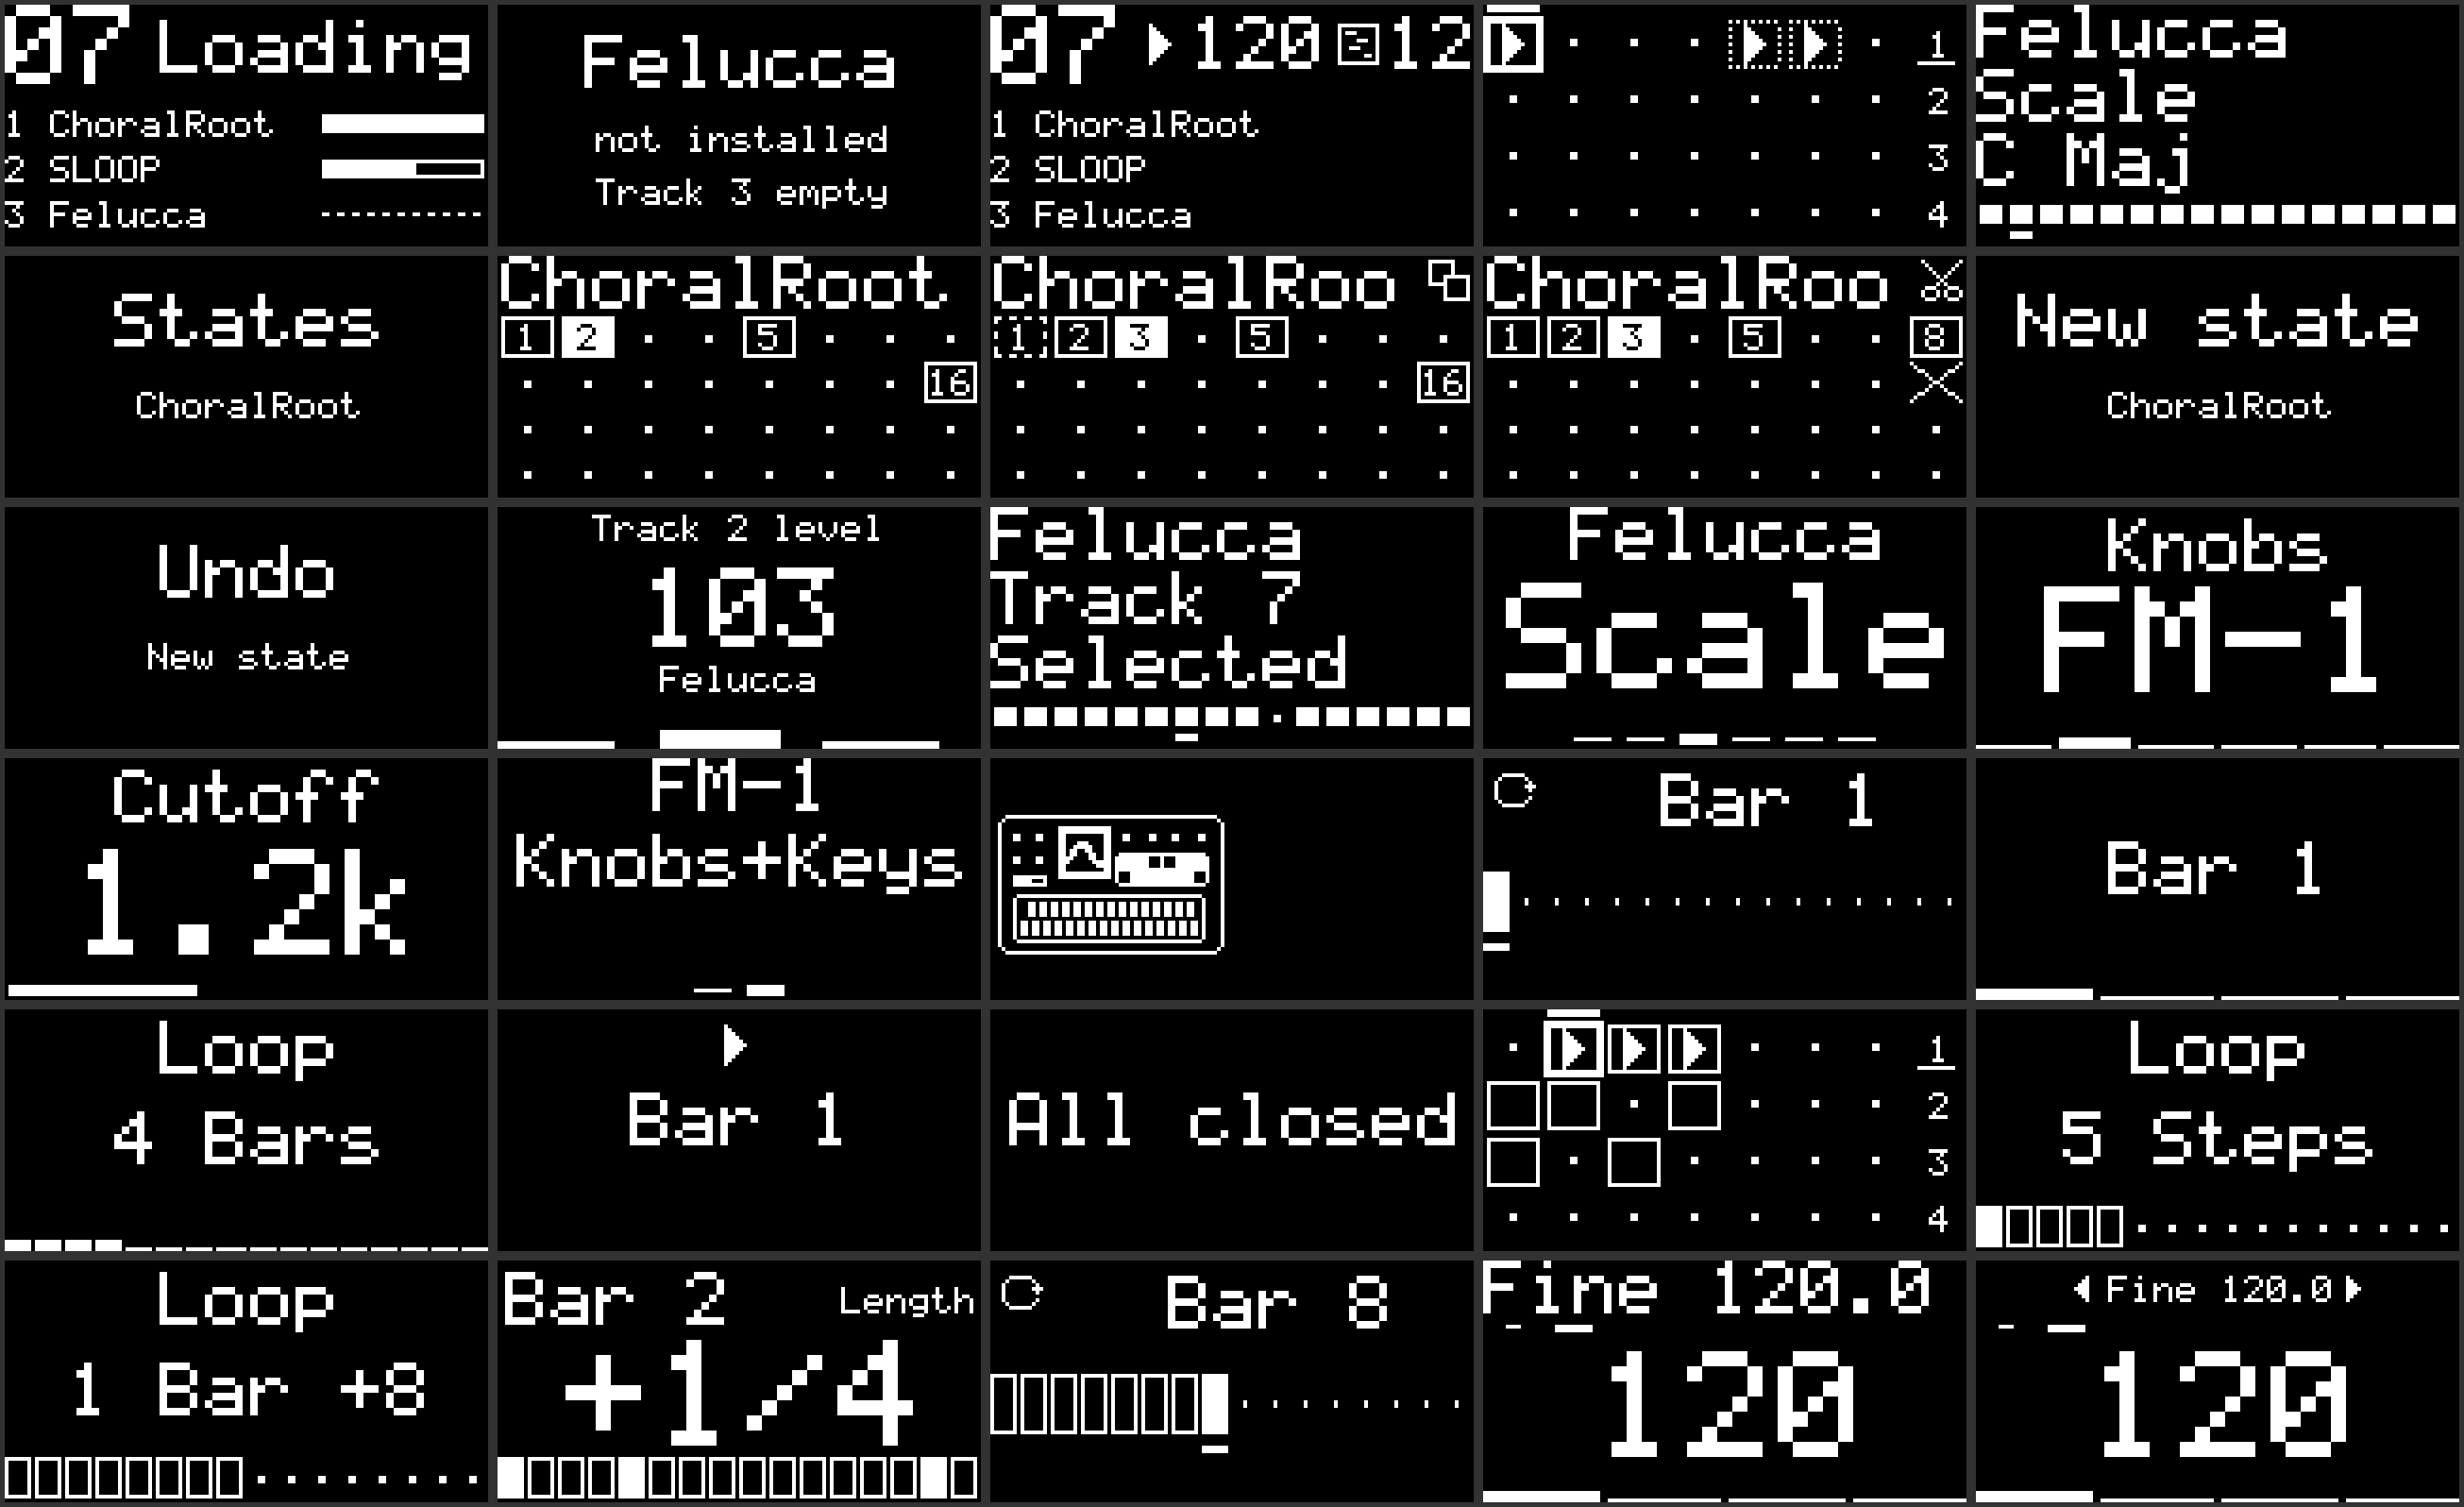 07 Loading
1 ChoralRoot
2 SLOOP
3 Felucca
Felucca
not installed
Track 3 empty
07 120 12
1 ChoralRoot
2 SLOOP
3 Felucca
1
2
3
4
Felucca
Scale
C Maj
States
ChoralRoot
ChoralRoot
1 2 5
16
ChoralRoo
1 2 3 5
16
ChoralRoo
1 2 3 5 8
New state
ChoralRoot
Undo
New state
Track 2 level
103
Felucca
Felucca
Track 7
Selected
Felucca
Scale
Knobs
FM-1
Cutoff
1.2k
FM-1
Knobs+Keys
Bar 1
Bar 1
Loop
4 Bars
Bar 1
All closed
1
2
3
4
Loop
5 Steps
Loop
1 Bar +8
Bar 2 Length
+1/4
Bar 8
Fine 120.0
120
Fine 120.0
120